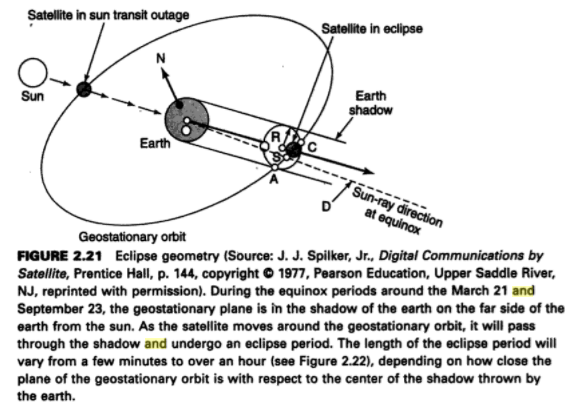 Satellite in sun transit outage
Satellite in eclipse
N
Sun
Earth
shadow
Earth
R
C
S
A
D
Sun-ray direction
at equinox
Geostationary orbit
FIGURE 2.21 Eclipse geometry (Source: J. J. Spilker, Jr., Digital Communications by
Satellite, Prentice Hall, p. 144, copyright © 1977, Pearson Education, Upper Saddle River,
NJ, reprinted with permission). During the equinox periods around the March 21 and
September 23, the geostationary plane is in the shadow of the earth on the far side of the
earth from the sun. As the satellite moves around the geostationary orbit, it will pass
through the shadow and undergo an eclipse period. The length of the eclipse period will
vary from a few minutes to over an hour (see Figure 2.22), depending on how close the
plane of the geostationary orbit is with respect to the center of the shadow thrown by
the earth.